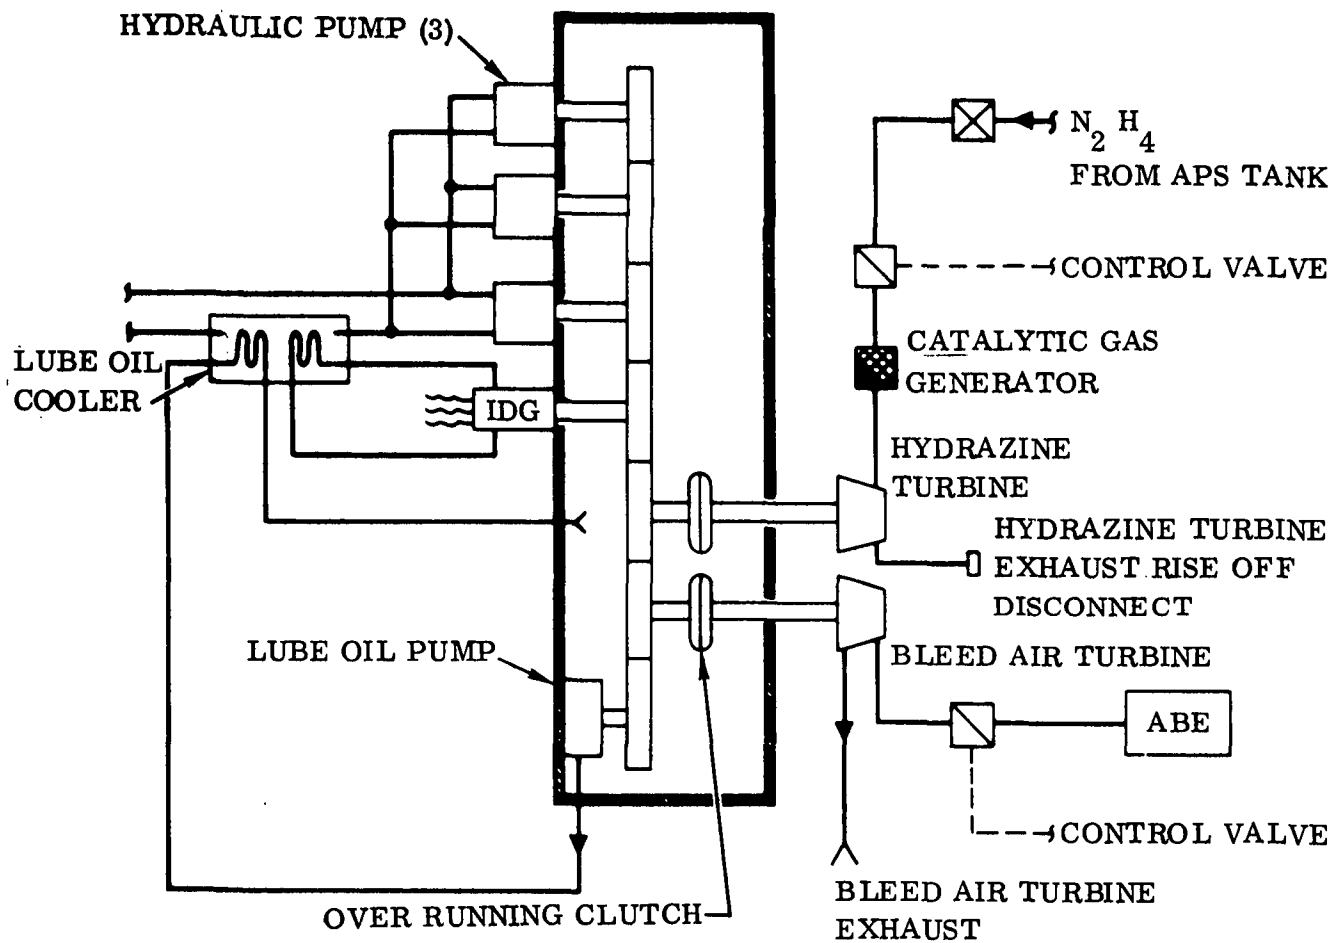 HYDRAULIC PUMP (3)
N2 H4
FROM APS TANK
CONTROL VALVE
CATALYTIC GAS
GENERATOR
LUBE OIL
COOLER
IDG
HYDRAZINE
TURBINE
HYDRAZINE TURBINE
EXHAUST RISE OFF
DISCONNECT
LUBE OIL PUMP
BLEED AIR TURBINE
ABE
CONTROL VALVE
BLEED AIR TURBINE
EXHAUST
OVER RUNNING CLUTCH